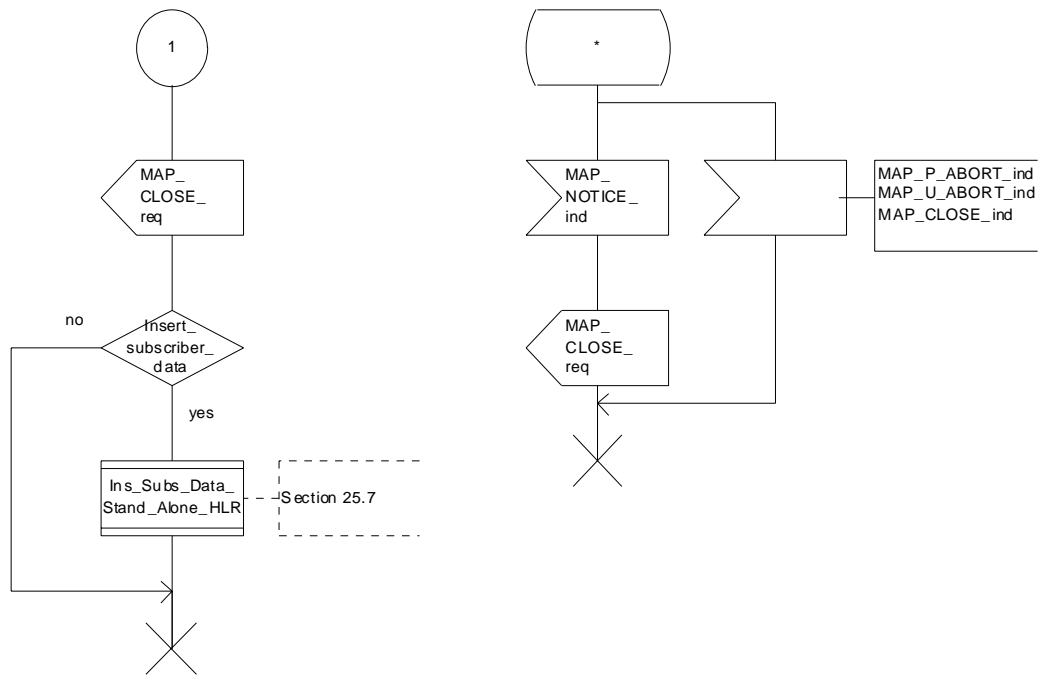 1
MAP_
CLOSE_
req
no
Insert_
subscriber_
data
yes
Ins_Subs_Data_
Stand_Alone_HLR
Section 25.7
*
MAP_
NOTICE_
ind
MAP_P_ABORT_ind
MAP_U_ABORT_ind
MAP_CLOSE_ind
MAP_
CLOSE_
req